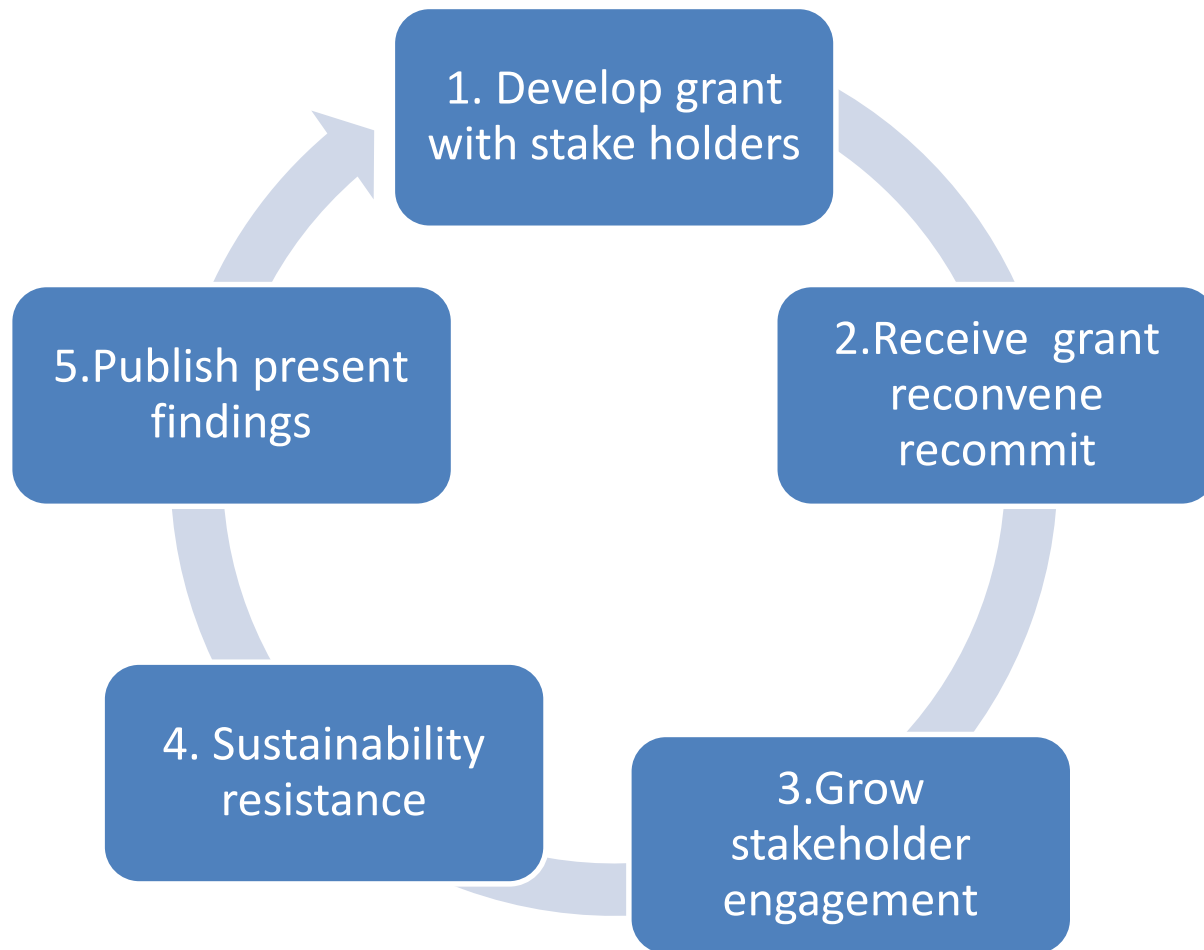 1. Develop grant
with stake holders
2.Receive  grant
reconvene
recommit
3.Grow
stakeholder
engagement
4. Sustainability
resistance
5.Publish present
findings